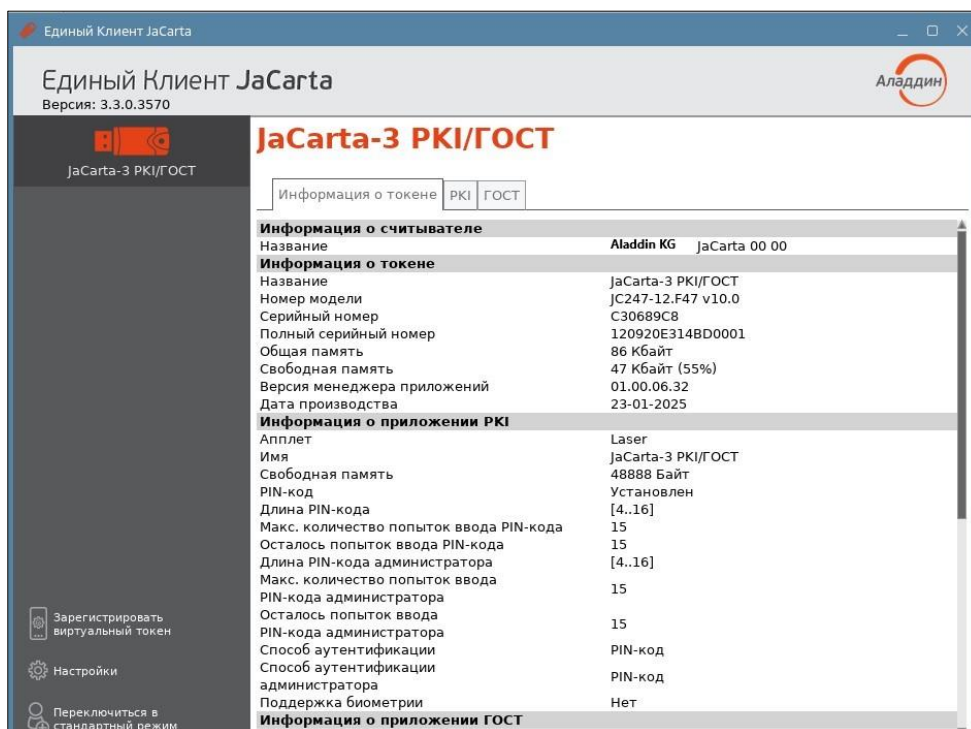 Единый Клиент JaCarta
Единый Клиент JaCarta
Версия: 3.3.0.3570
Аладдин
JaCarta-3 PKI/ГОСТ
JaCarta-3 PKI/ГОСТ
Информация о токене PKI ГОСТ
Информация о считывателе
Название Aladdin KG JaCarta 00 00
Информация о токене
Название JaCarta-3 PKI/ГОСТ
Номер модели JC247-12.F47 v10.0
Серийный номер C30689C8
Полный серийный номер 120920E314BD0001
Общая память 86 Кбайт
Свободная память 47 Кбайт (55%)
Версия менеджера приложений 01.00.06.32
Дата производства 23-01-2025
Информация о приложении PKI
Апплет Laser
Имя JaCarta-3 PKI/ГОСТ
Свободная память 48888 Байт
PIN-код Установлен
Длина PIN-кода [4..16]
Макс. количество попыток ввода PIN-кода 15
Осталось попыток ввода PIN-кода 15
Длина PIN-кода администратора [4..16]
Макс. количество попыток ввода
PIN-кода администратора 15
Осталось попыток ввода
PIN-кода администратора 15
Способ аутентификации PIN-код
Способ аутентификации
администратора PIN-код
Поддержка биометрии Нет
Информация о приложении ГОСТ
Зарегистрировать
виртуальный токен
Настройки
Переключиться в
стандартный режим